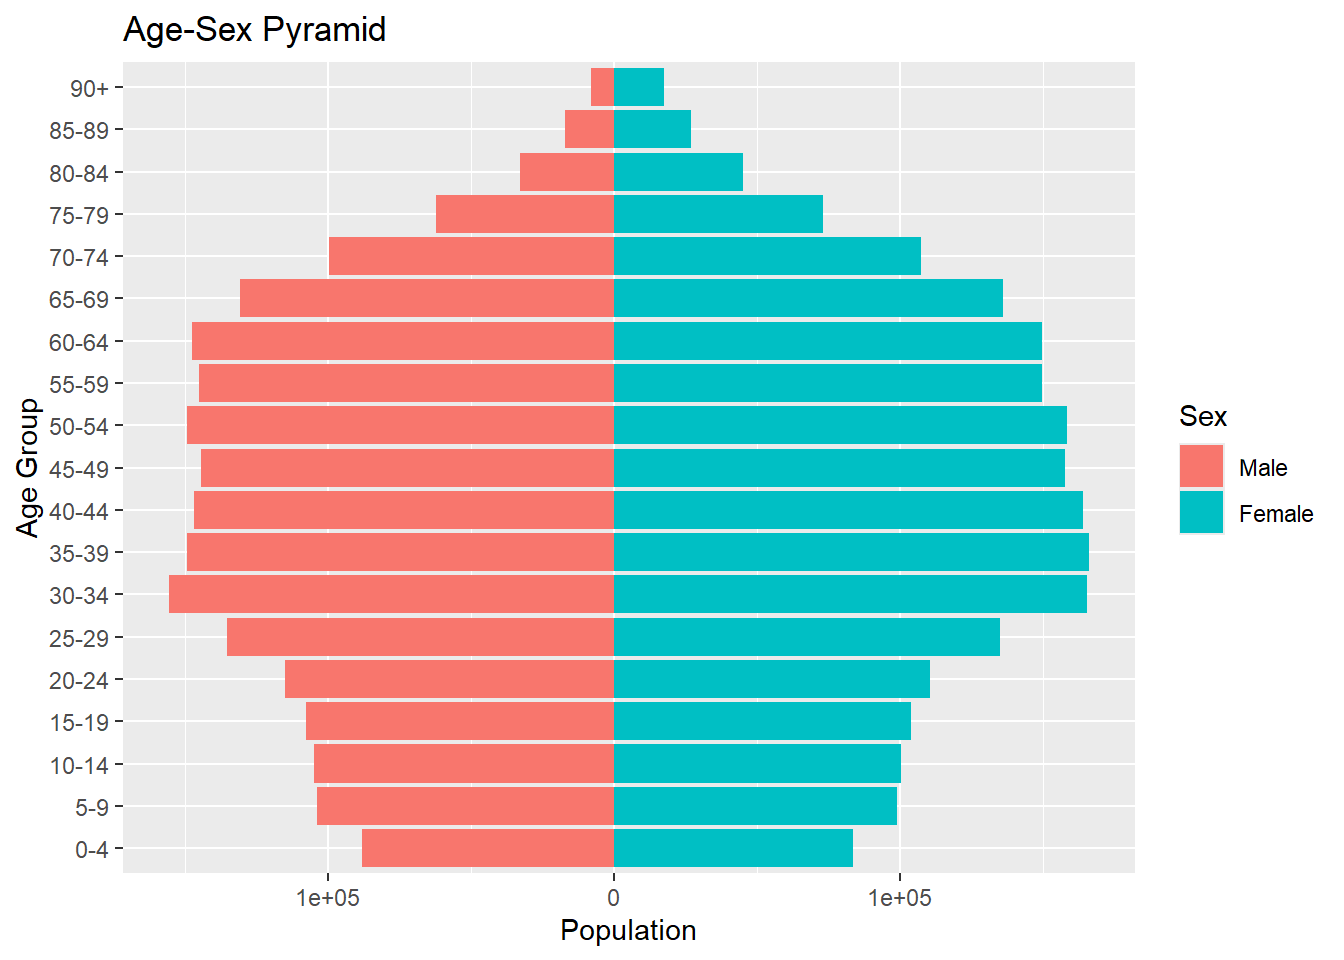 Age-Sex Pyramid
90+
85-89
80-84
75-79
70-74
65-69
60-64
55-59
50-54
45-49
40-44
35-39
30-34
25-29
20-24
15-19
10-14
5-9
0-4
Age Group
1e+05 0 1e+05
Population
Sex
Male
Female